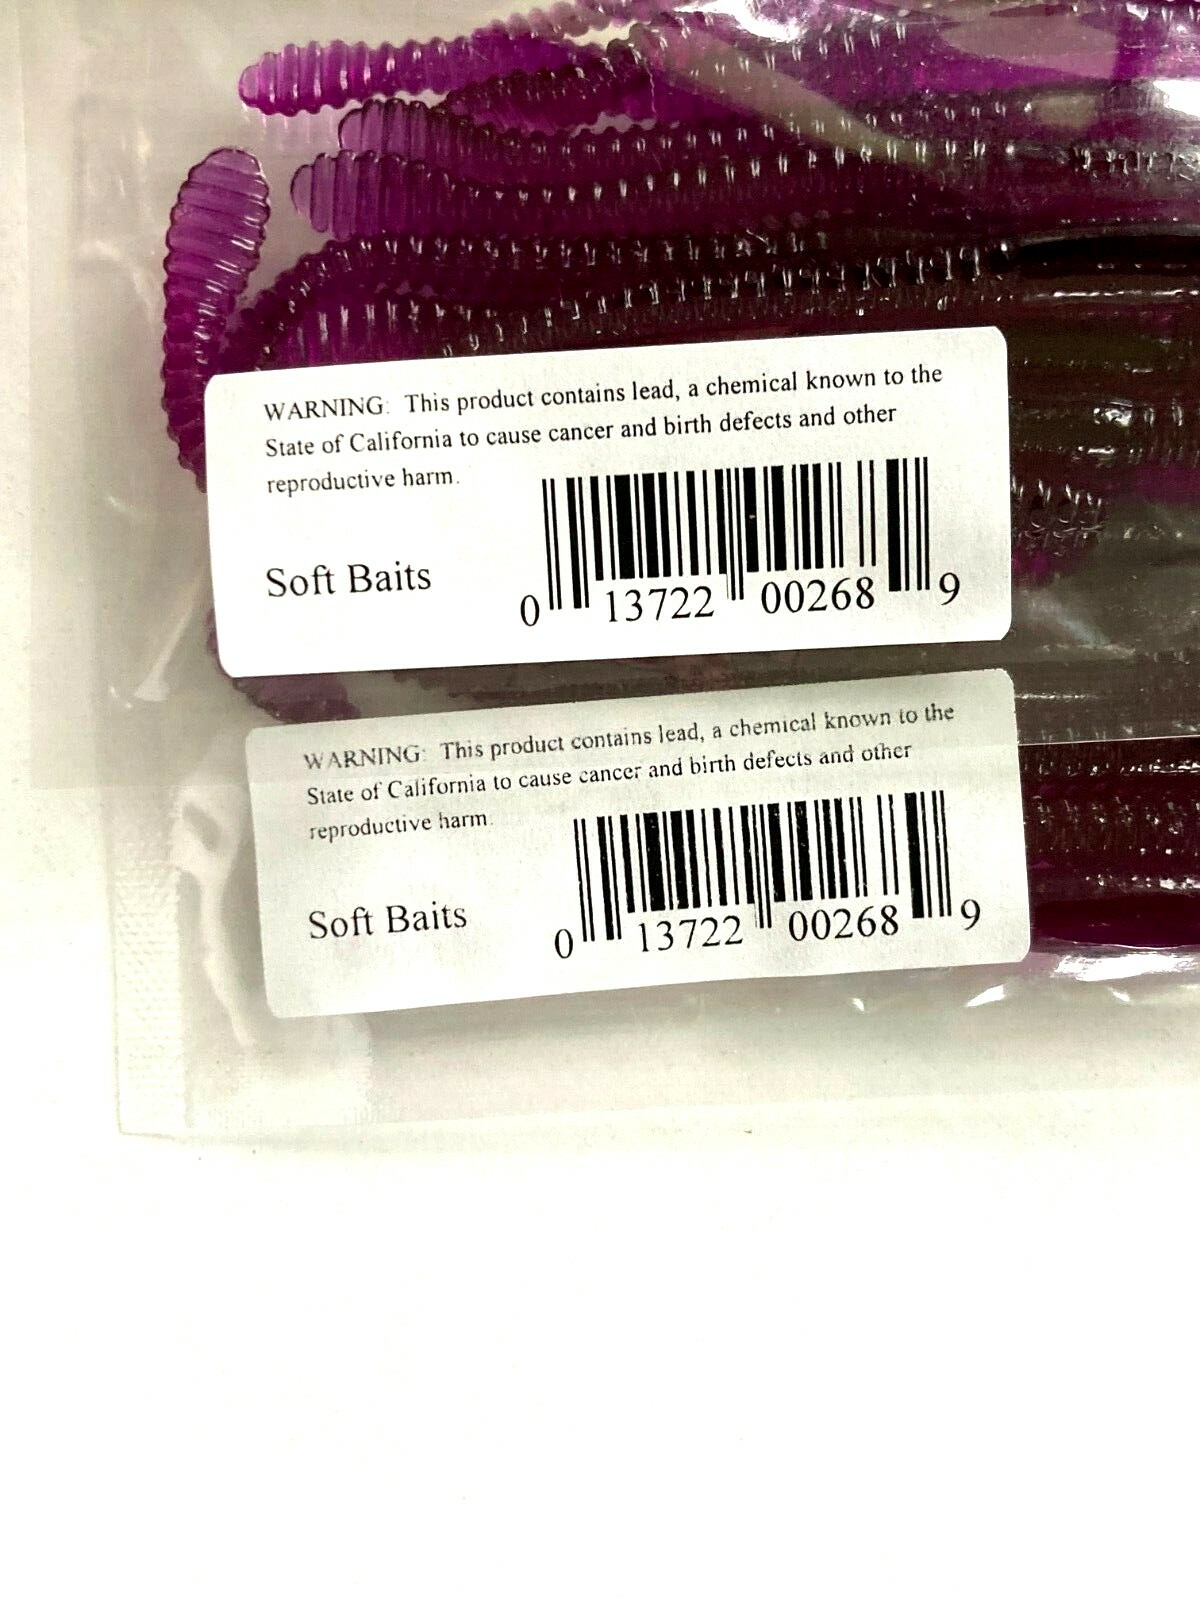 WARNING: This product contains lead, a chemical known to the
State of California to cause cancer and birth defects and other
reproductive harm.
Soft Baits
0 13722 00268 9
WARNING: This product contains lead, a chemical known to the
State of California to cause cancer and birth defects and other
reproductive harm.
Soft Baits
0 13722 00268 9